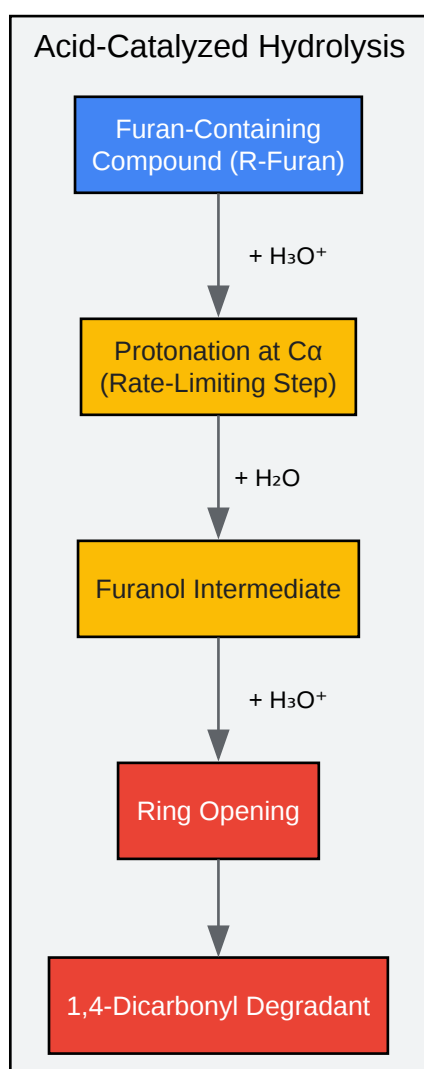 Acid-Catalyzed Hydrolysis
Furan-Containing
Compound (R-Furan)
+ H₃O⁺
Protonation at Cα
(Rate-Limiting Step)
+ H₂O
Furanol Intermediate
+ H₃O⁺
Ring Opening
1,4-Dicarbonyl Degradant